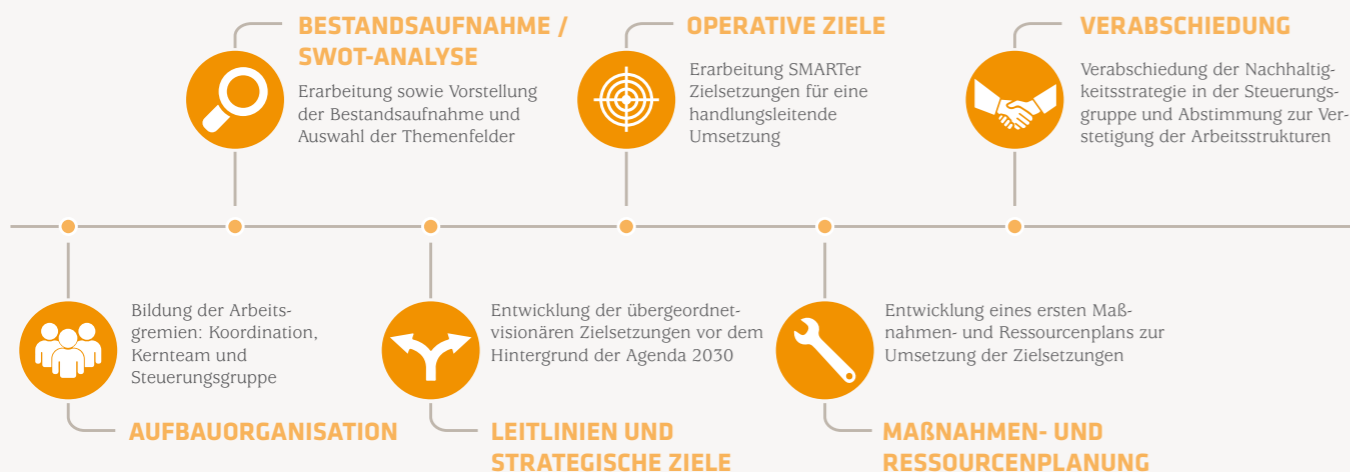 BESTANDSAUFNAHME /
SWOT-ANALYSE
Erarbeitung sowie Vorstellung
der Bestandsaufnahme und
Auswahl der Themenfelder
OPERATIVE ZIELE
Erarbeitung SMARTer
Zielsetzungen für eine
handlungsleitende
Umsetzung
VERABSCHIEDUNG
Verabschiedung der Nachhaltig-
keitsstrategie in der Steuerungs-
gruppe und Abstimmung zur Ver-
stetigung der Arbeitsstrukturen
Bildung der Arbeits-
gremien: Koordination,
Kernteam und
Steuerungsgruppe
AUFBAUORGANISATION
Entwicklung der übergeordnet-
visionären Zielsetzungen vor dem
Hintergrund der Agenda 2030
LEITLINIEN UND
STRATEGISCHE ZIELE
Entwicklung eines ersten Maß-
nahmen- und Ressourcenplans zur
Umsetzung der Zielsetzungen
MAßNAHMEN- UND
RESSOURCENPLANUNG